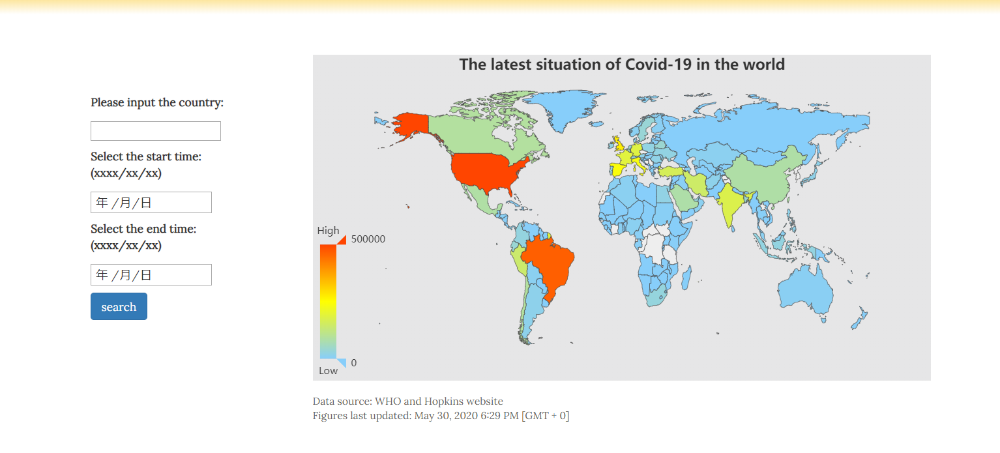 Please input the country:
Select the start time:
(xxxx/xx/xx)
年 /月/日
Select the end time:
(xxxx/xx/xx)
年 /月/日
search
The latest situation of Covid-19 in the world
High
500000
0
Low
Data source: WHO and Hopkins website
Figures last updated: May 30, 2020 6:29 PM [GMT + 0]